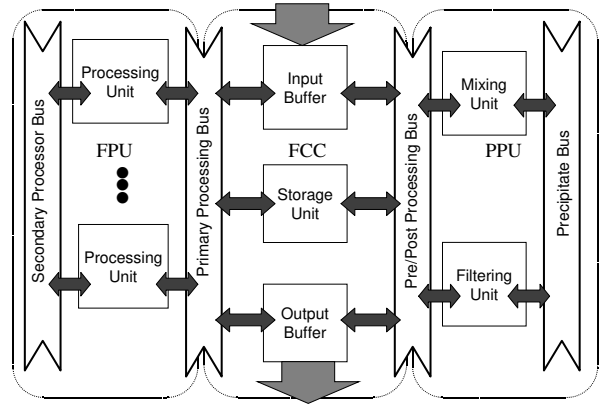 Secondary Processor Bus
Processing
Unit
FPU
Processing
Unit
Primary Processing Bus
Input
Buffer
FCC
Storage
Unit
Output
Buffer
Pre/Post Processing Bus
Mixing
Unit
PPU
Filtering
Unit
Precipitate Bus